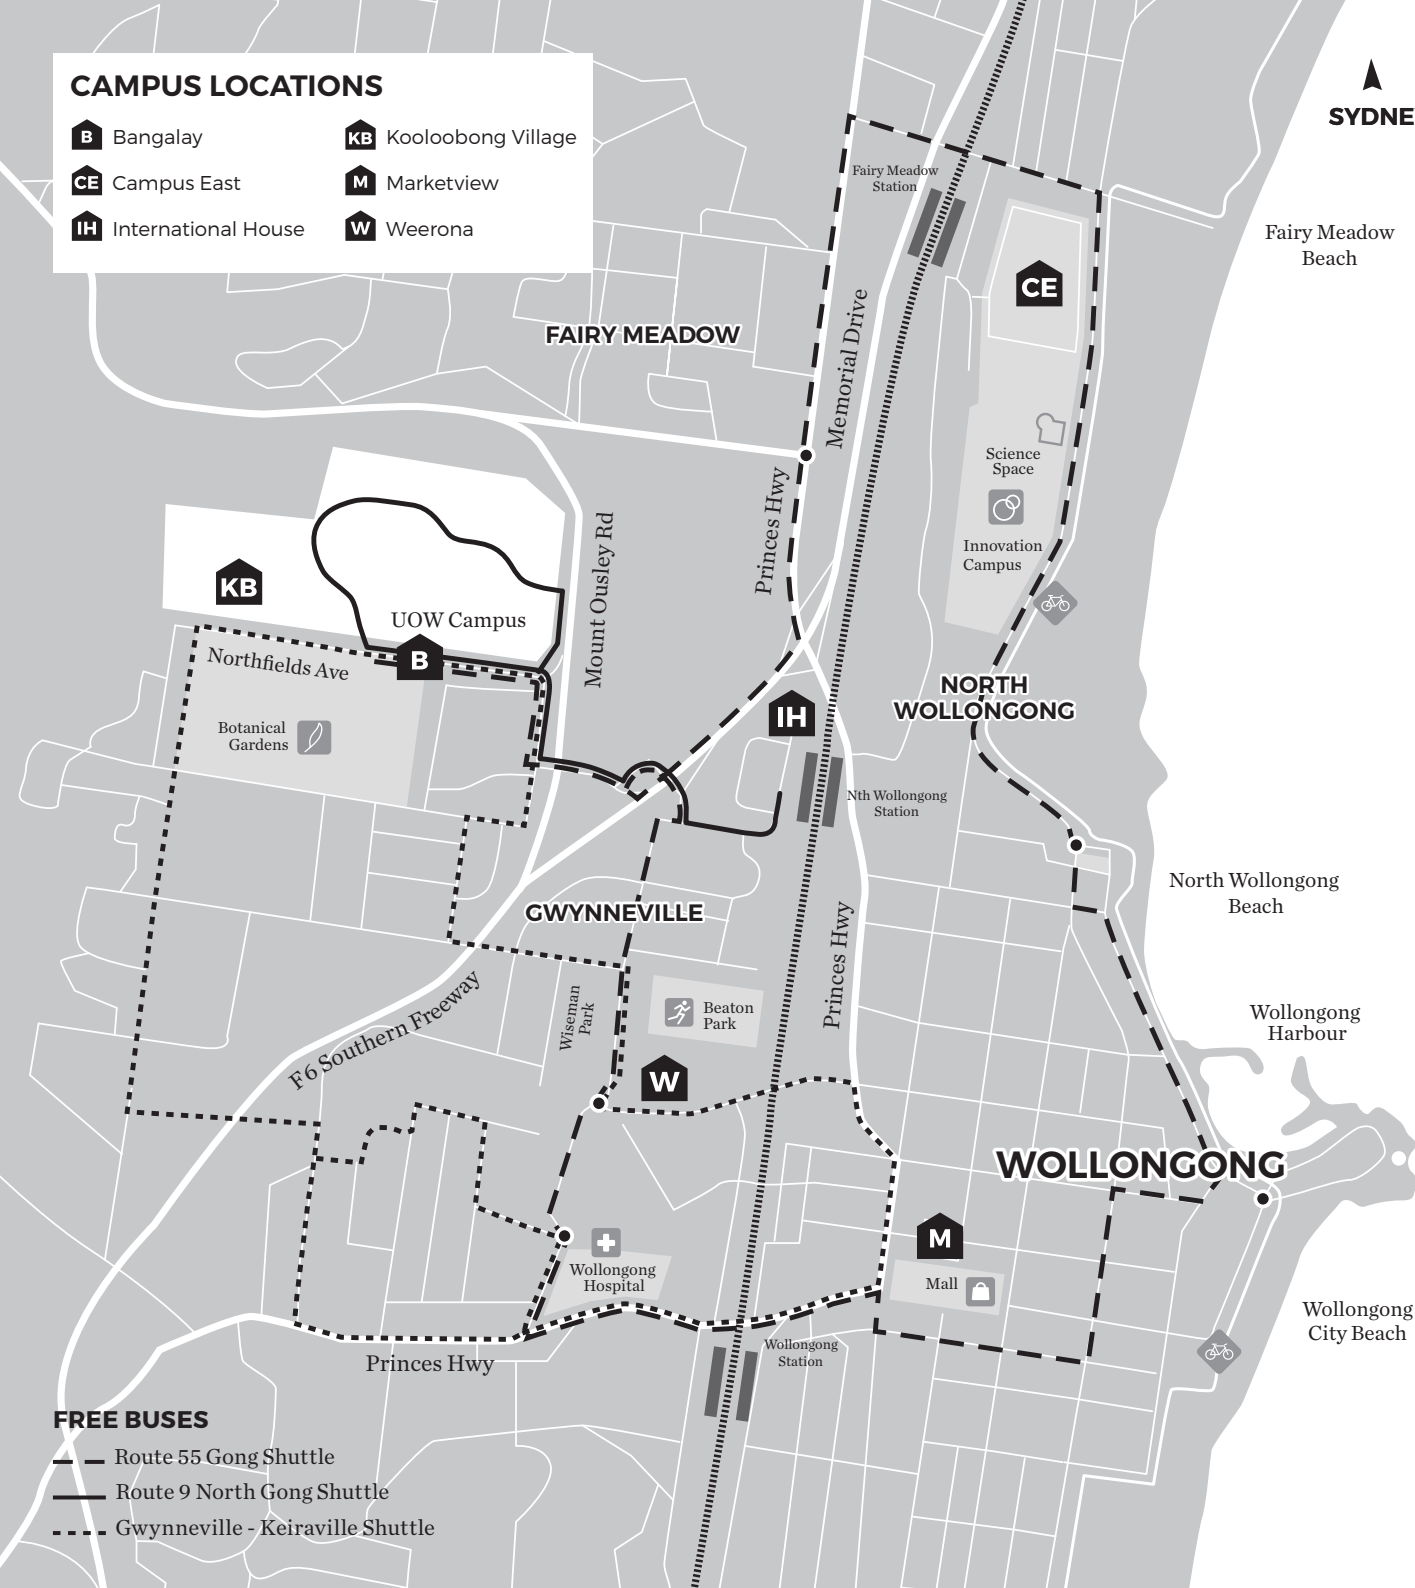 CAMPUS LOCATIONS
B Bangalay
CE Campus East
IH International House
KB Kooloobong Village
M Marketview
W Weerona
SYDNE
Fairy Meadow
Station
Fairy Meadow
Beach
CE
FAIRY MEADOW
Memorial Drive
Science
Space
Princes Hwy
Innovation
Campus
Mount Ousley Rd
KB
UOW Campus
B
Northfields Ave
NORTH
WOLLONGONG
IH
Botanical
Gardens
Nth Wollongong
Station
North Wollongong
Beach
GWYNNEVILLE
Princes Hwy
F6 Southern Freeway
Wiseman
Park
Beaton
Park
Wollongong
Harbour
W
WOLLONGONG
M
Wollongong
Hospital
Mall
Wollongong
City Beach
Wollongong
Station
Princes Hwy
FREE BUSES
Route 55 Gong Shuttle
Route 9 North Gong Shuttle
Gwynneville - Keiraville Shuttle